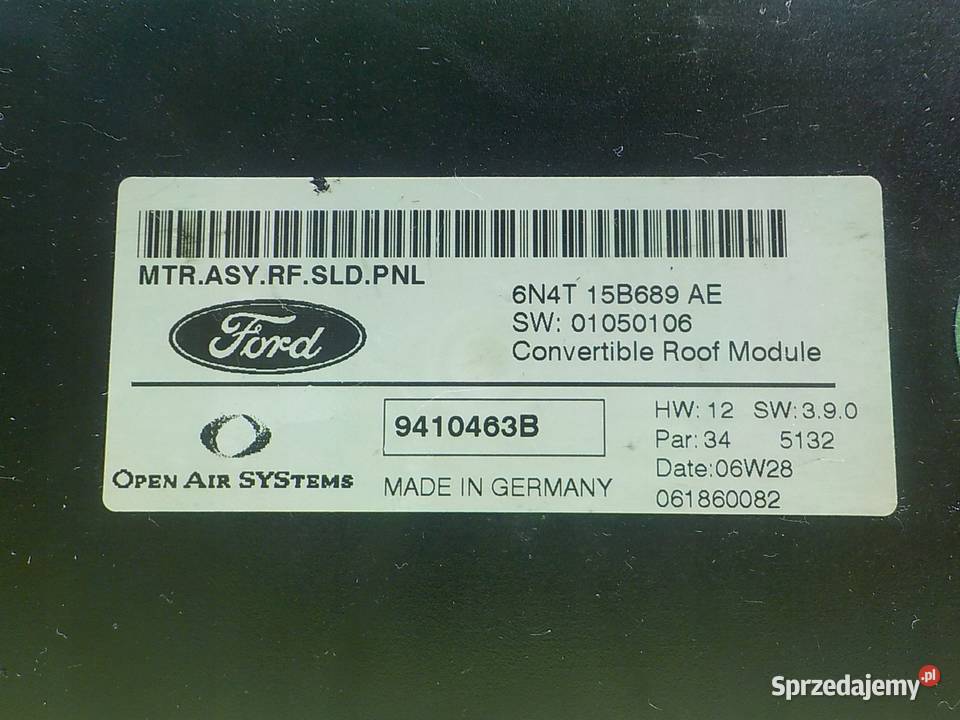 MTR.ASY.RF.SLD.PNL
Ford
6N4T 15B689 AE
SW: 01050106
Convertible Roof Module
OPEN AIR SYSTEMS
9410463B
MADE IN GERMANY
HW: 12 SW: 3.9.0
Par: 34 5132
Date:06W28
061860082
Sprzedajemy.pl